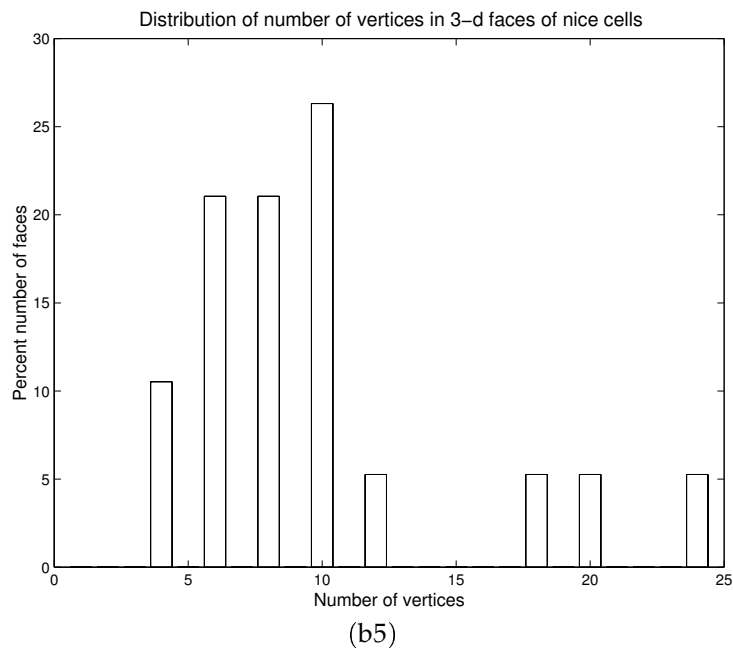 Distribution of number of vertices in 3−d faces of nice cells
30
25
20
15
10
5
0
Percent number of faces
0 5 10 15 20 25
Number of vertices
(b5)